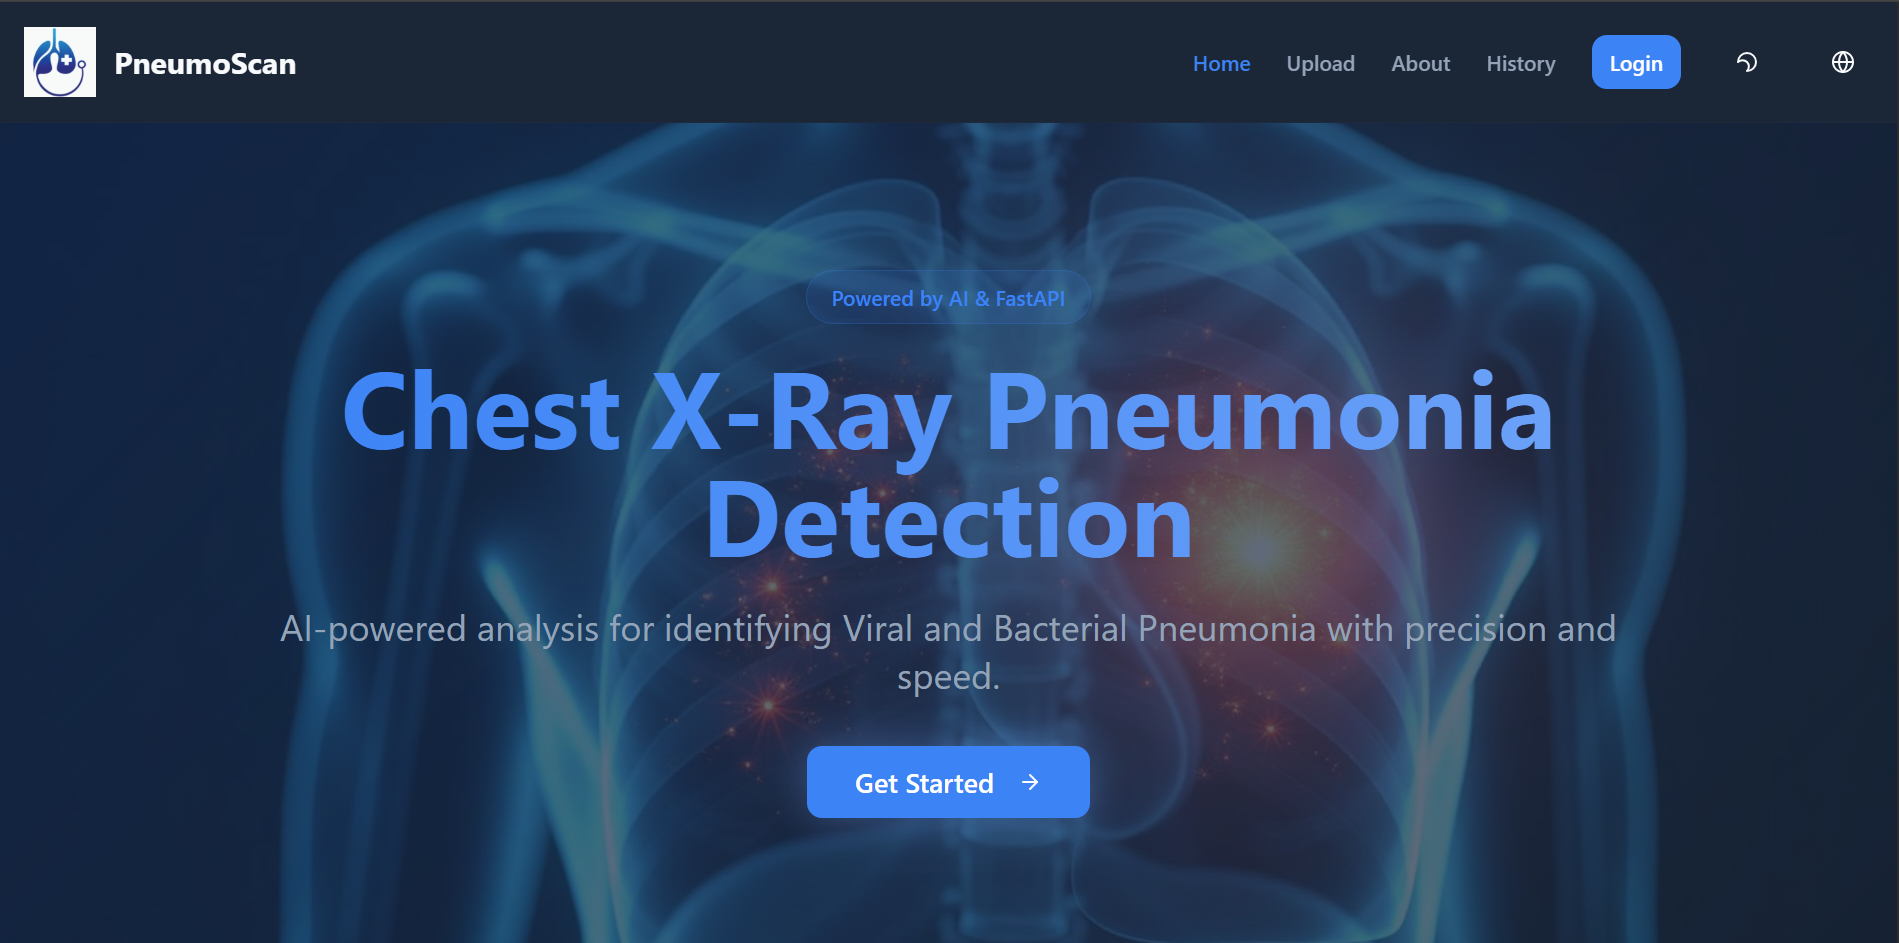 PneumoScan
Home Upload About History Login
Powered by AI & FastAPI
Chest X-Ray Pneumonia
Detection
AI-powered analysis for identifying Viral and Bacterial Pneumonia with precision and
speed.
Get Started